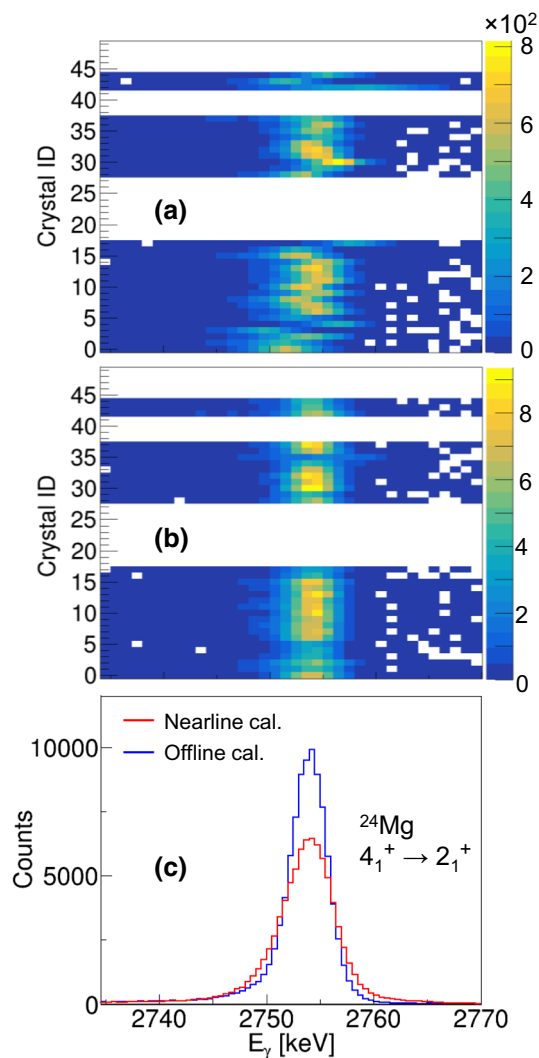 ×10²
8
45
40
35
6
30
25
Crystal ID
(a)
4
20
15
2
10
5
0
0
45
8
40
35
6
30
25
Crystal ID
(b)
4
20
15
2
10
5
0
0
Nearline cal.
10000
Offline cal.
²⁴Mg
4₁⁺ → 2₁⁺
Counts
(c)
5000
0
2740 2750 2760 2770
Eγ [keV]